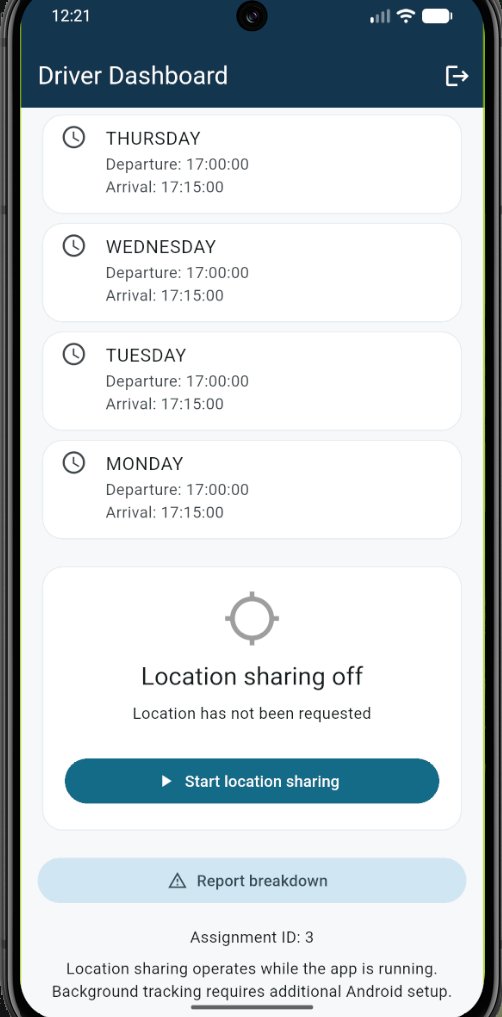 12:21
Driver Dashboard
THURSDAY
Departure: 17:00:00
Arrival: 17:15:00
WEDNESDAY
Departure: 17:00:00
Arrival: 17:15:00
TUESDAY
Departure: 17:00:00
Arrival: 17:15:00
MONDAY
Departure: 17:00:00
Arrival: 17:15:00
Location sharing off
Location has not been requested
Start location sharing
Report breakdown
Assignment ID: 3
Location sharing operates while the app is running.
Background tracking requires additional Android setup.